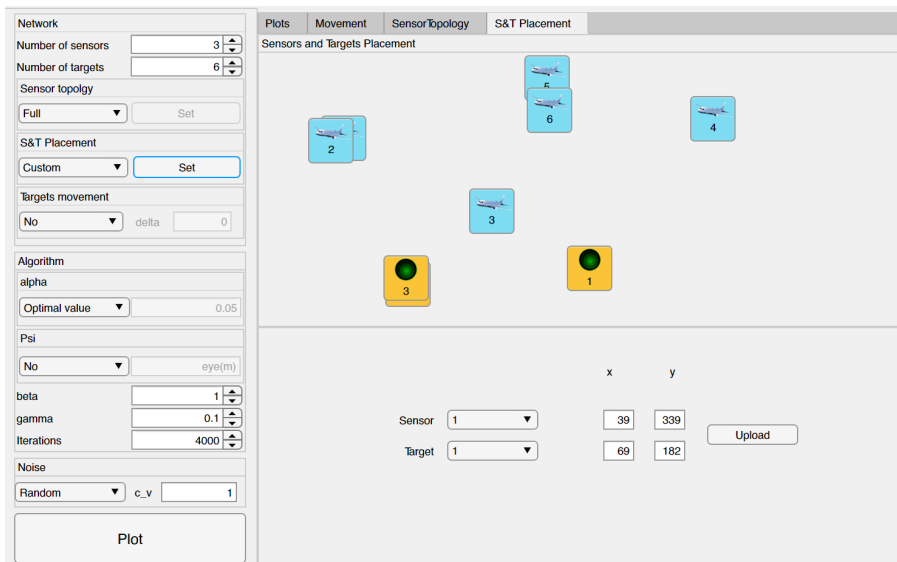 Network
Number of sensors 3
Number of targets 6
Sensor topolgy
Full Set
S&T Placement
Custom Set
Targets movement
No delta 0
Algorithm
alpha
Optimal value 0.05
Psi
No eye(m)
beta 1
gamma 0.1
Iterations 4000
Noise
Random c_v 1
Plot
Plots Movement SensorTopology S&T Placement
Sensors and Targets Placement
5
6
4
2
3
3
1
x y
Sensor 1 39 339
Target 1 69 182
Upload